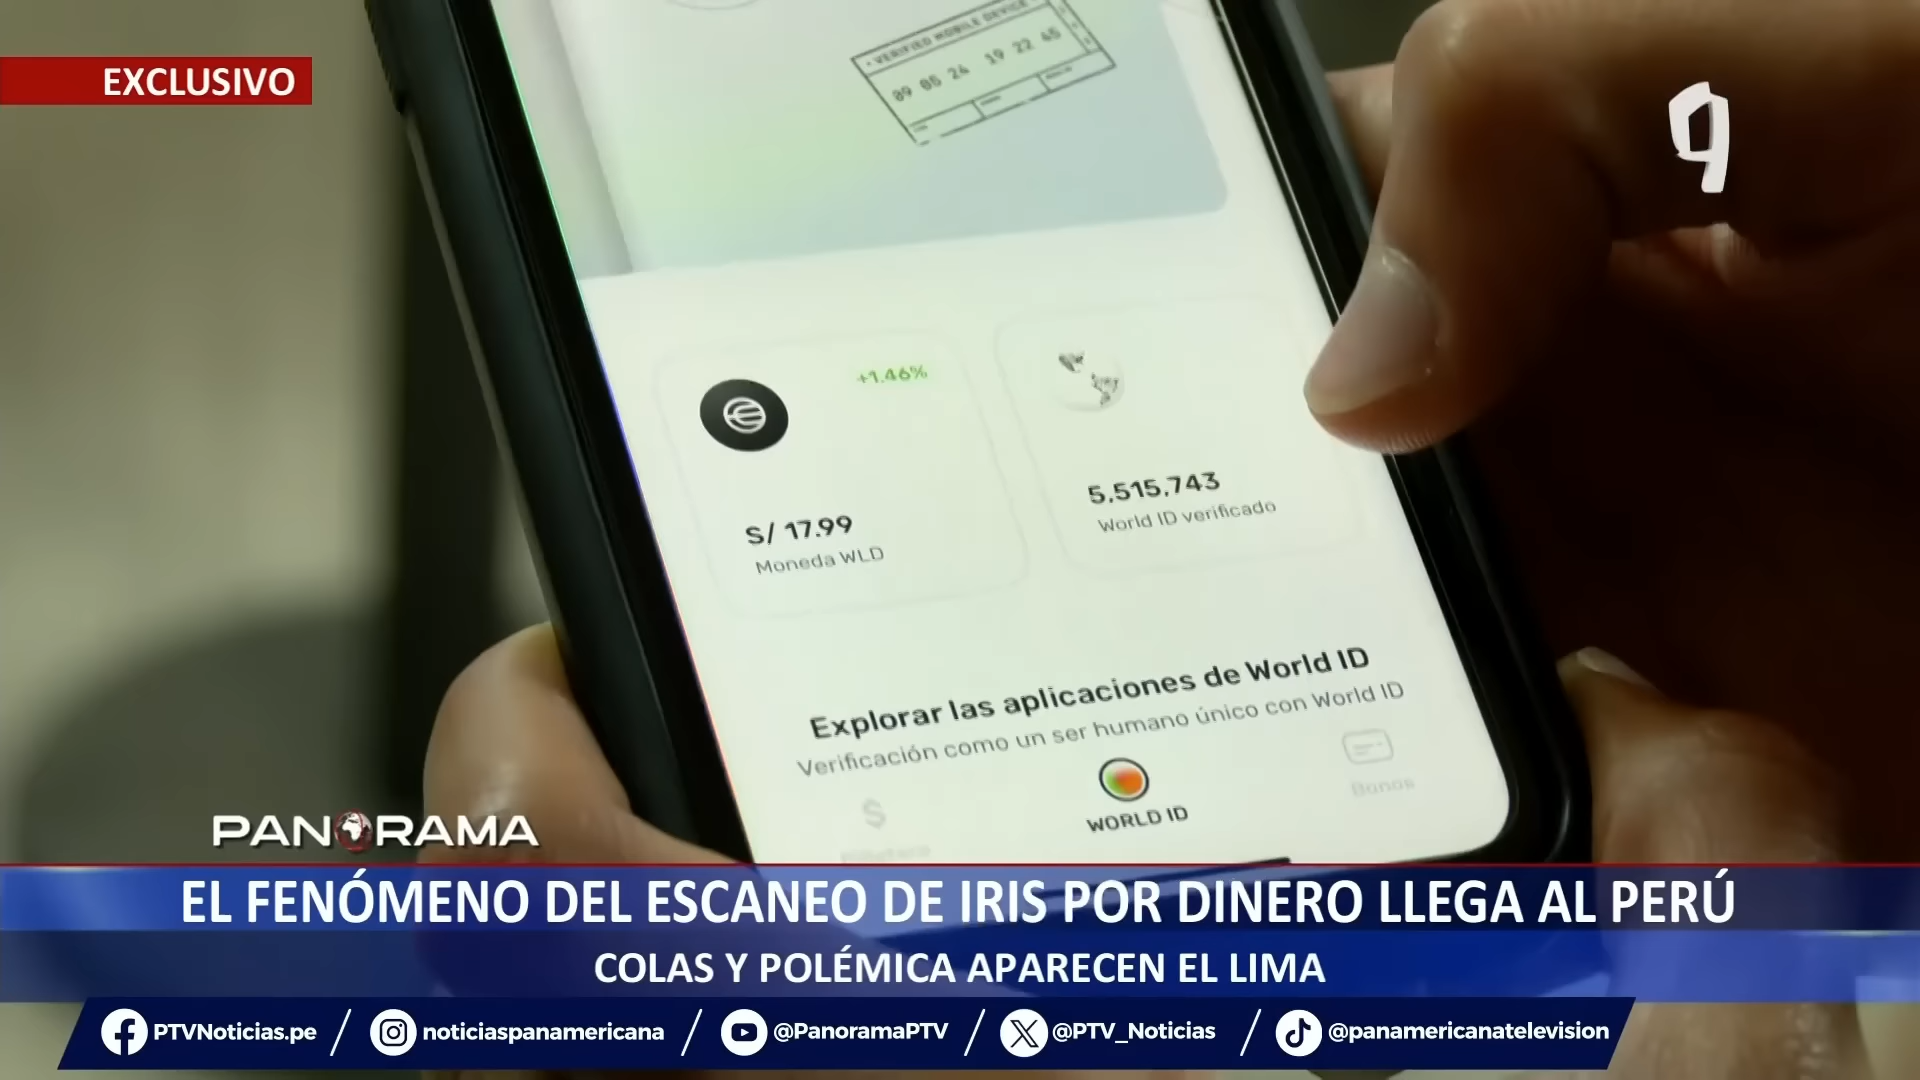 EXCLUSIVO
VERIFIED MOBILE DEVICE
09 05 24 19 22 45
+1.46%
S/ 17.99
Moneda WLD
5,515,743
World ID verificado
Explorar las aplicaciones de World ID
Verificación como un ser humano único con World ID
WORLD ID
Bonos
PANORAMA
EL FENÓMENO DEL ESCANEO DE IRIS POR DINERO LLEGA AL PERÚ
COLAS Y POLÉMICA APARECEN EL LIMA
PTVNoticias.pe / noticiaspanamericana / @PanoramaPTV / @PTV_Noticias / @panamericanatelevision